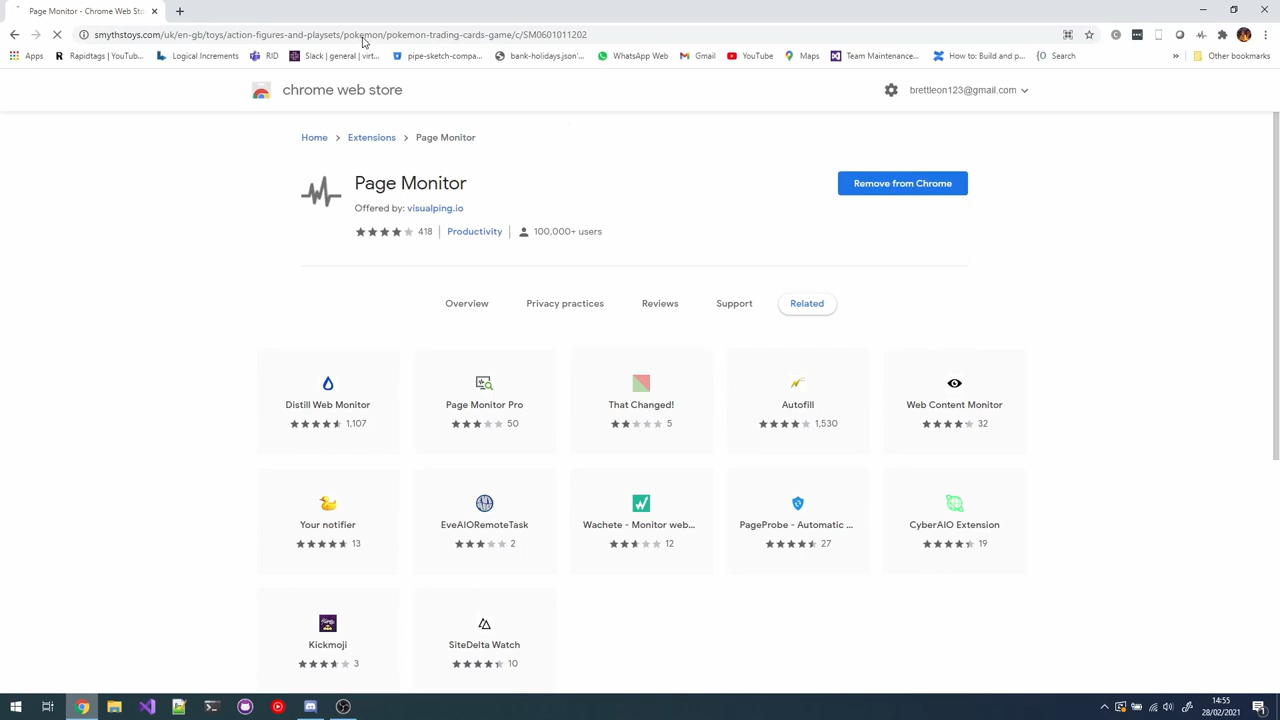 Page Monitor - Chrome Web Store
smythstoys.com/uk/en-gb/toys/action-figures-and-playsets/pokemon/pokemon-trading-cards-game/c/SM0601011202
Apps
Rapidtags | YouTub...
Logical Increments
RID
Slack | general | virt...
pipe-sketch-compa...
bank-holidays.json'...
WhatsApp Web
Gmail
YouTube
Maps
Team Maintenance...
How to: Build and p...
Search
»
Other bookmarks
chrome web store
brettleon123@gmail.com
Home > Extensions > Page Monitor
Page Monitor
Remove from Chrome
Offered by: visualping.io
418 | Productivity | 100,000+ users
Overview
Privacy practices
Reviews
Support
Related
Distill Web Monitor
1,107
Page Monitor Pro
50
That Changed!
5
Autofill
1,530
Web Content Monitor
32
Your notifier
13
EveAIORemoteTask
2
Wachete - Monitor web...
12
PageProbe - Automatic ...
27
CyberAIO Extension
19
Kickmoji
3
SiteDelta Watch
10
14:55
28/02/2021